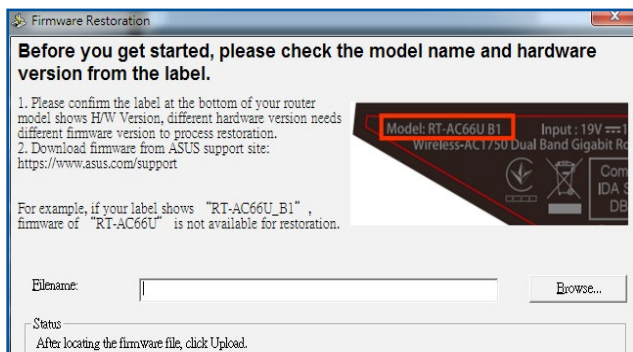 Firmware Restoration
Before you get started, please check the model name and hardware
version from the label.
1. Please confirm the label at the bottom of your router
model shows H/W Version, different hardware version needs
different firmware version to process restoration.
2. Download firmware from ASUS support site:
https://www.asus.com/support
For example, if your label shows “RT-AC66U_B1”,
firmware of “RT-AC66U” is not available for restoration.
Model: RT-AC66U B1 Input : 19V
Wireless-AC1750 Dual Band Gigabit
IDA
DB
Filename:
Browse...
Status
After locating the firmware file, click Upload.